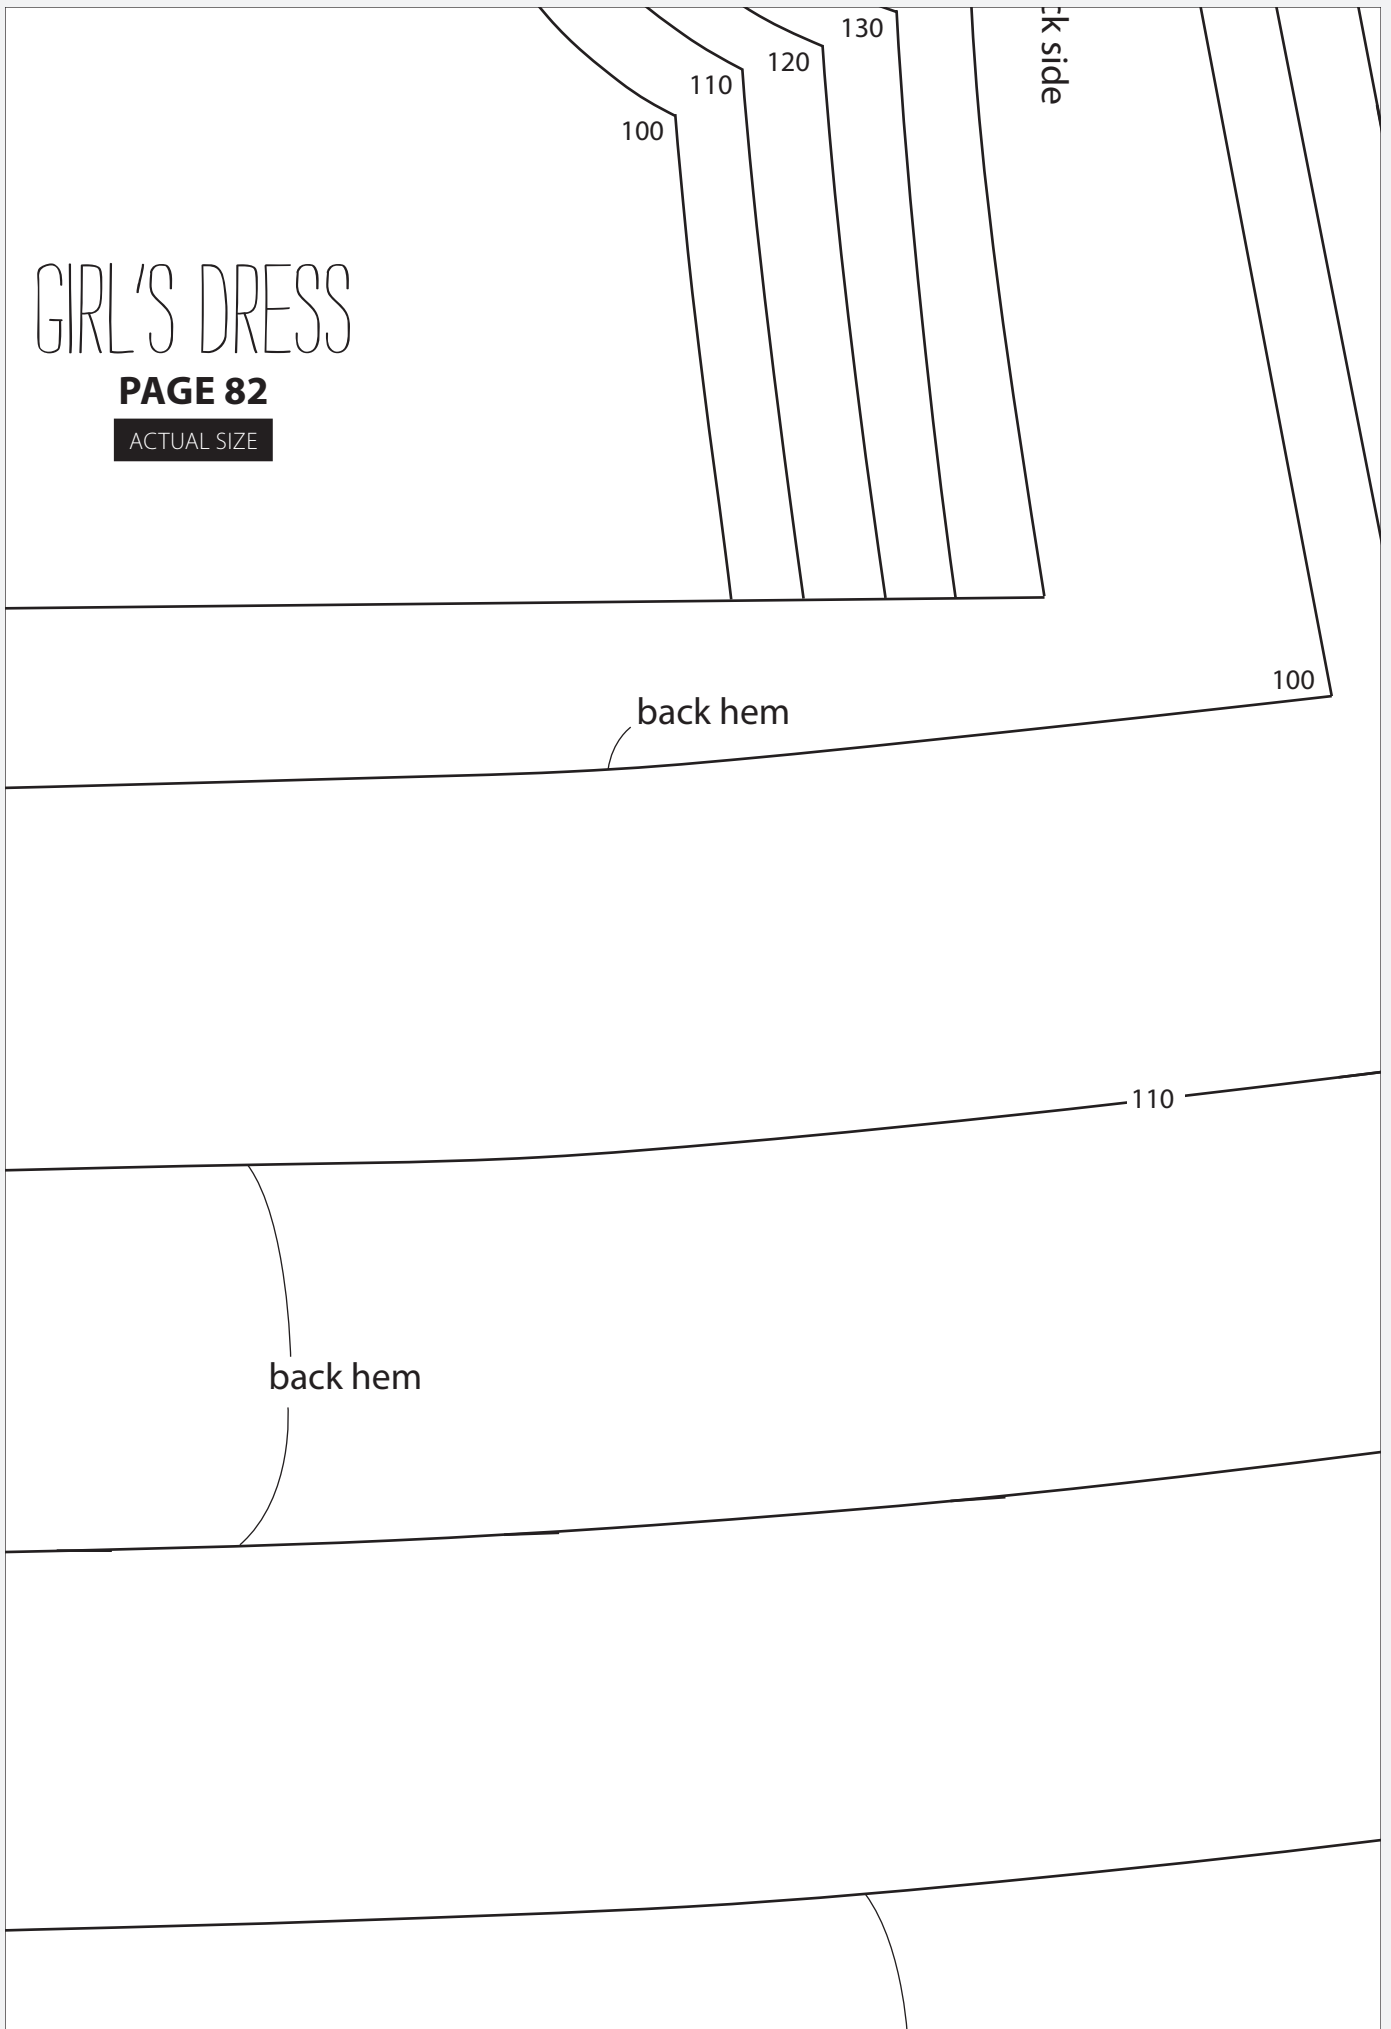 130
ck side
120
110
100
GIRL'S DRESS
PAGE 82
ACTUAL SIZE
100
back hem
110
back hem